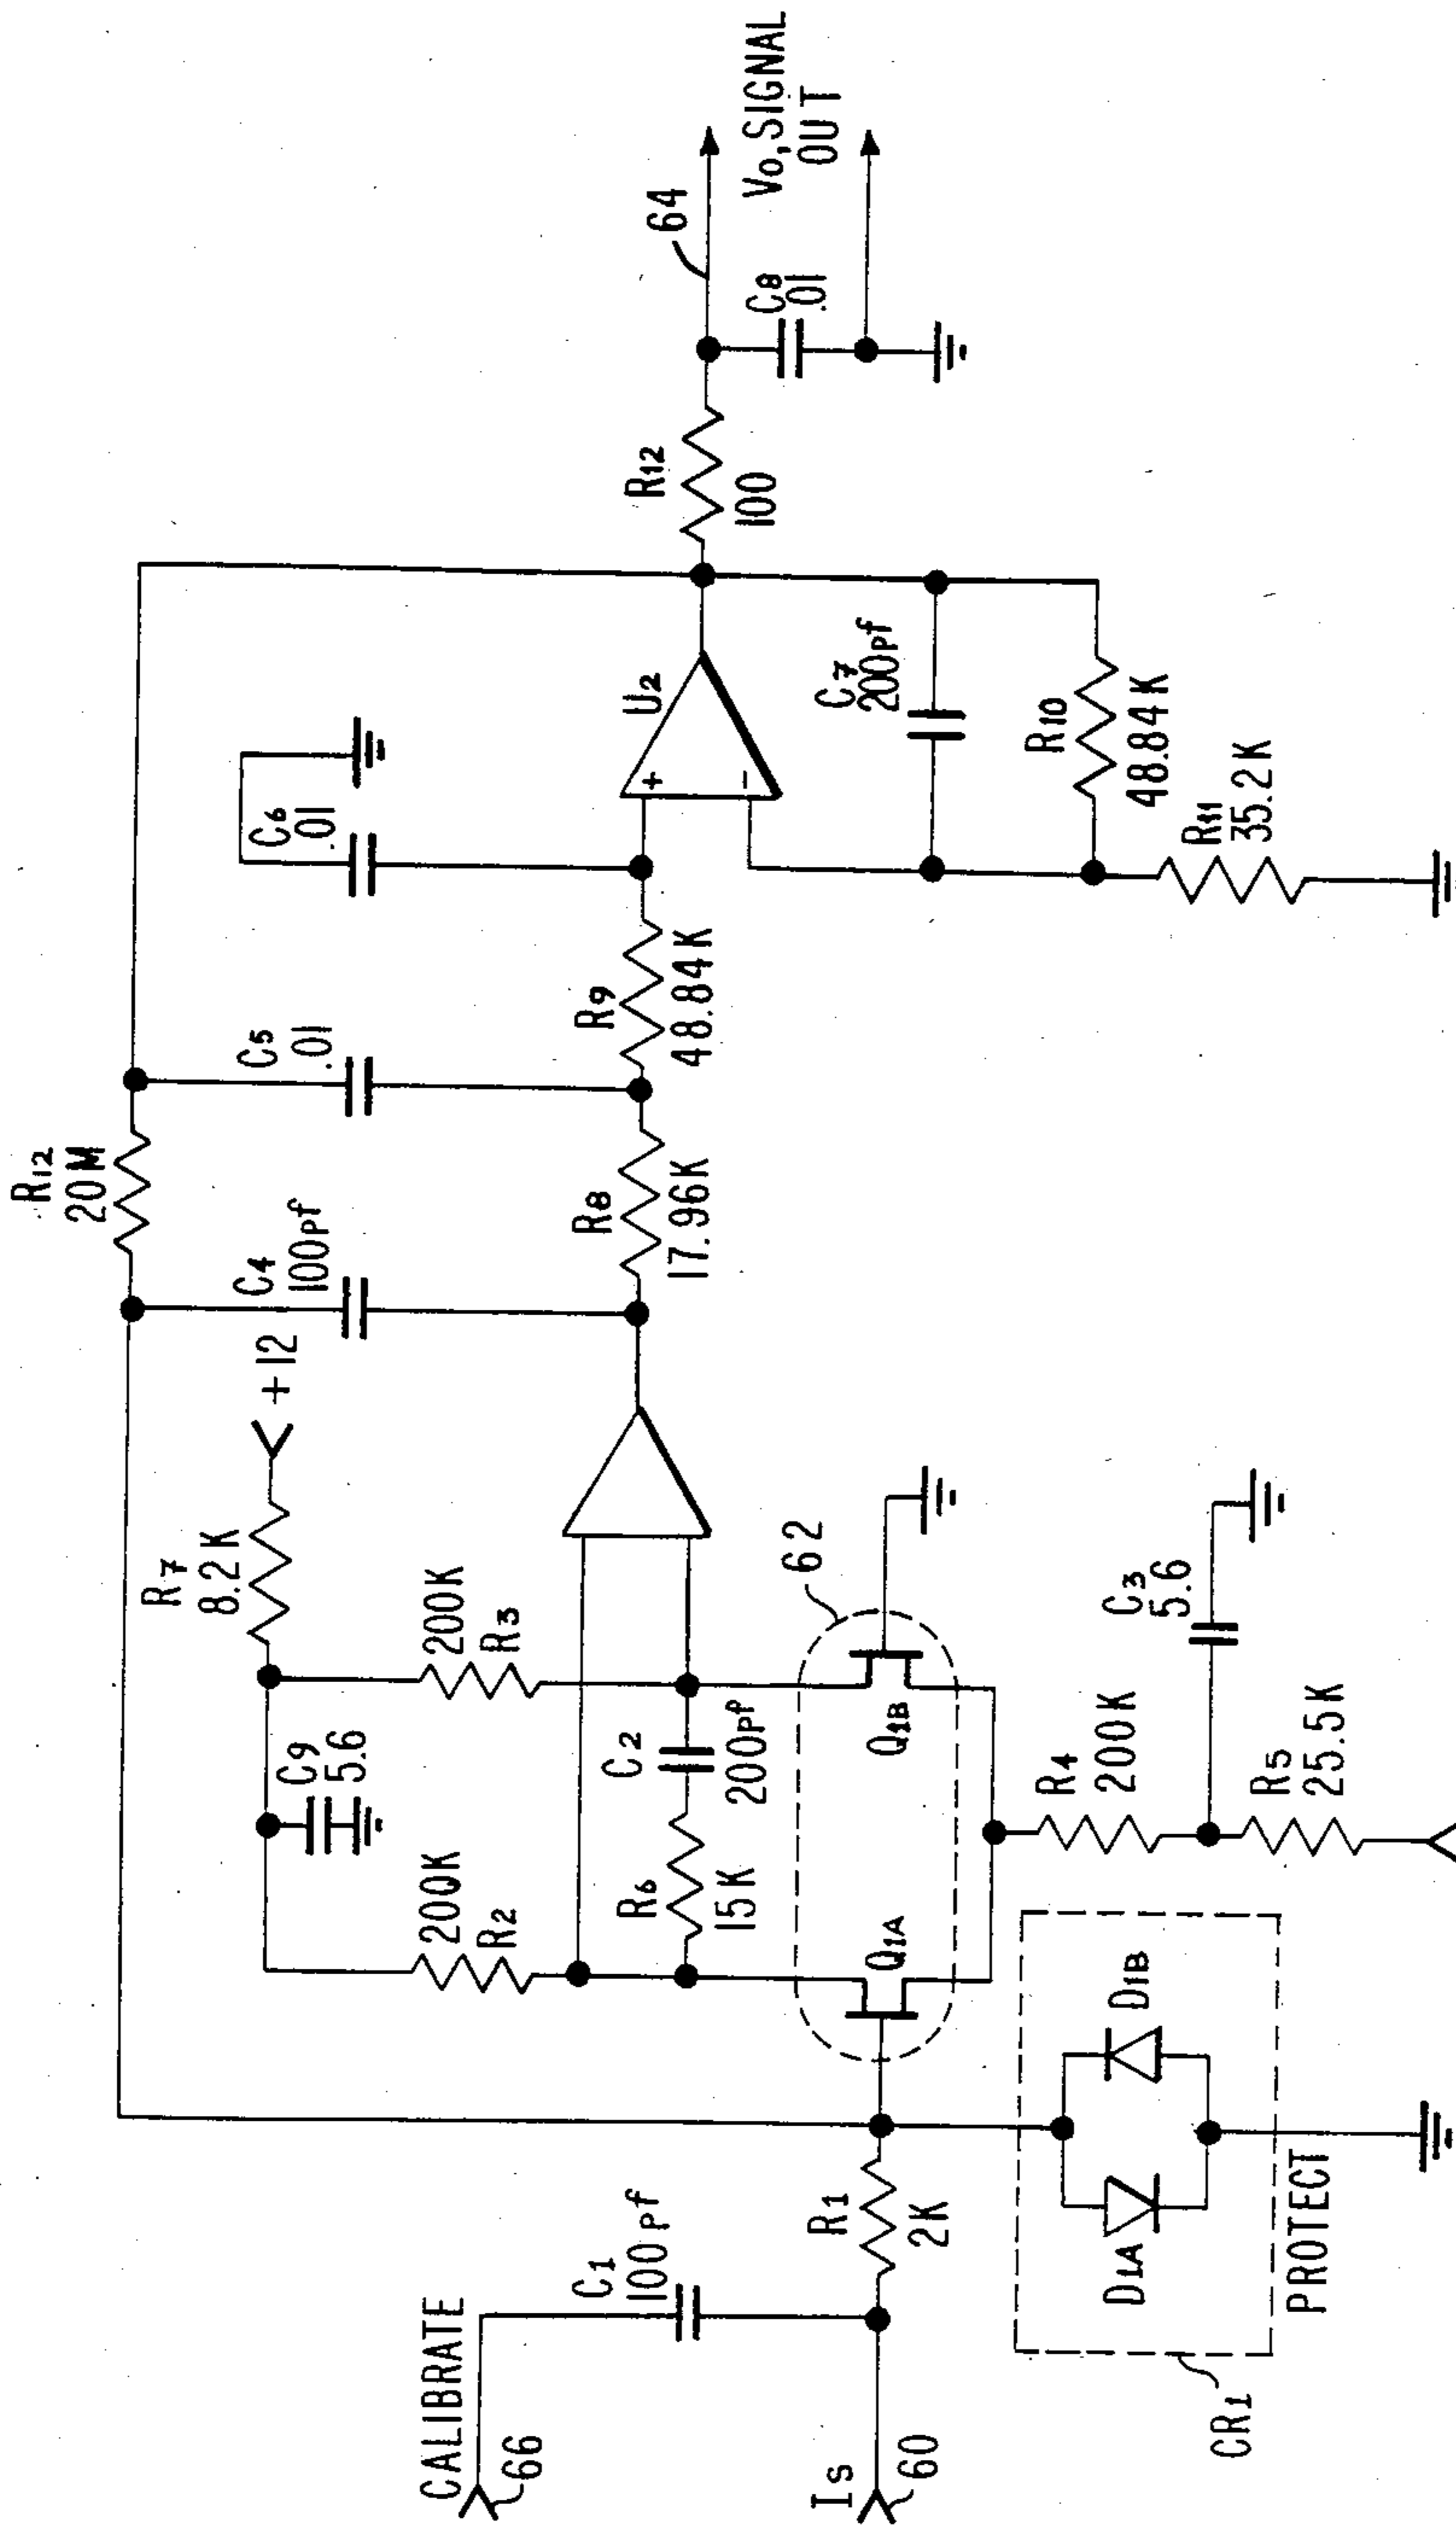 CALIBRATE
66
C1
100pf
Is
60
R1
2K
CR1
PROTECT
D1A
D1B
R2
200K
C9
5.6
R7
8.2K
+12
200K
R3
R6
15K
C2
200pf
Q1A
Q1B
62
R4
200K
C3
5.6
R5
25.5K
C4
100pf
R12
20M
R8
17.96K
C5
.01
R9
48.84K
C6
.01
U2
+
-
C7
200pf
R10
48.84K
R11
35.2K
R12
100
C8
.01
64
Vo, SIGNAL
OUT